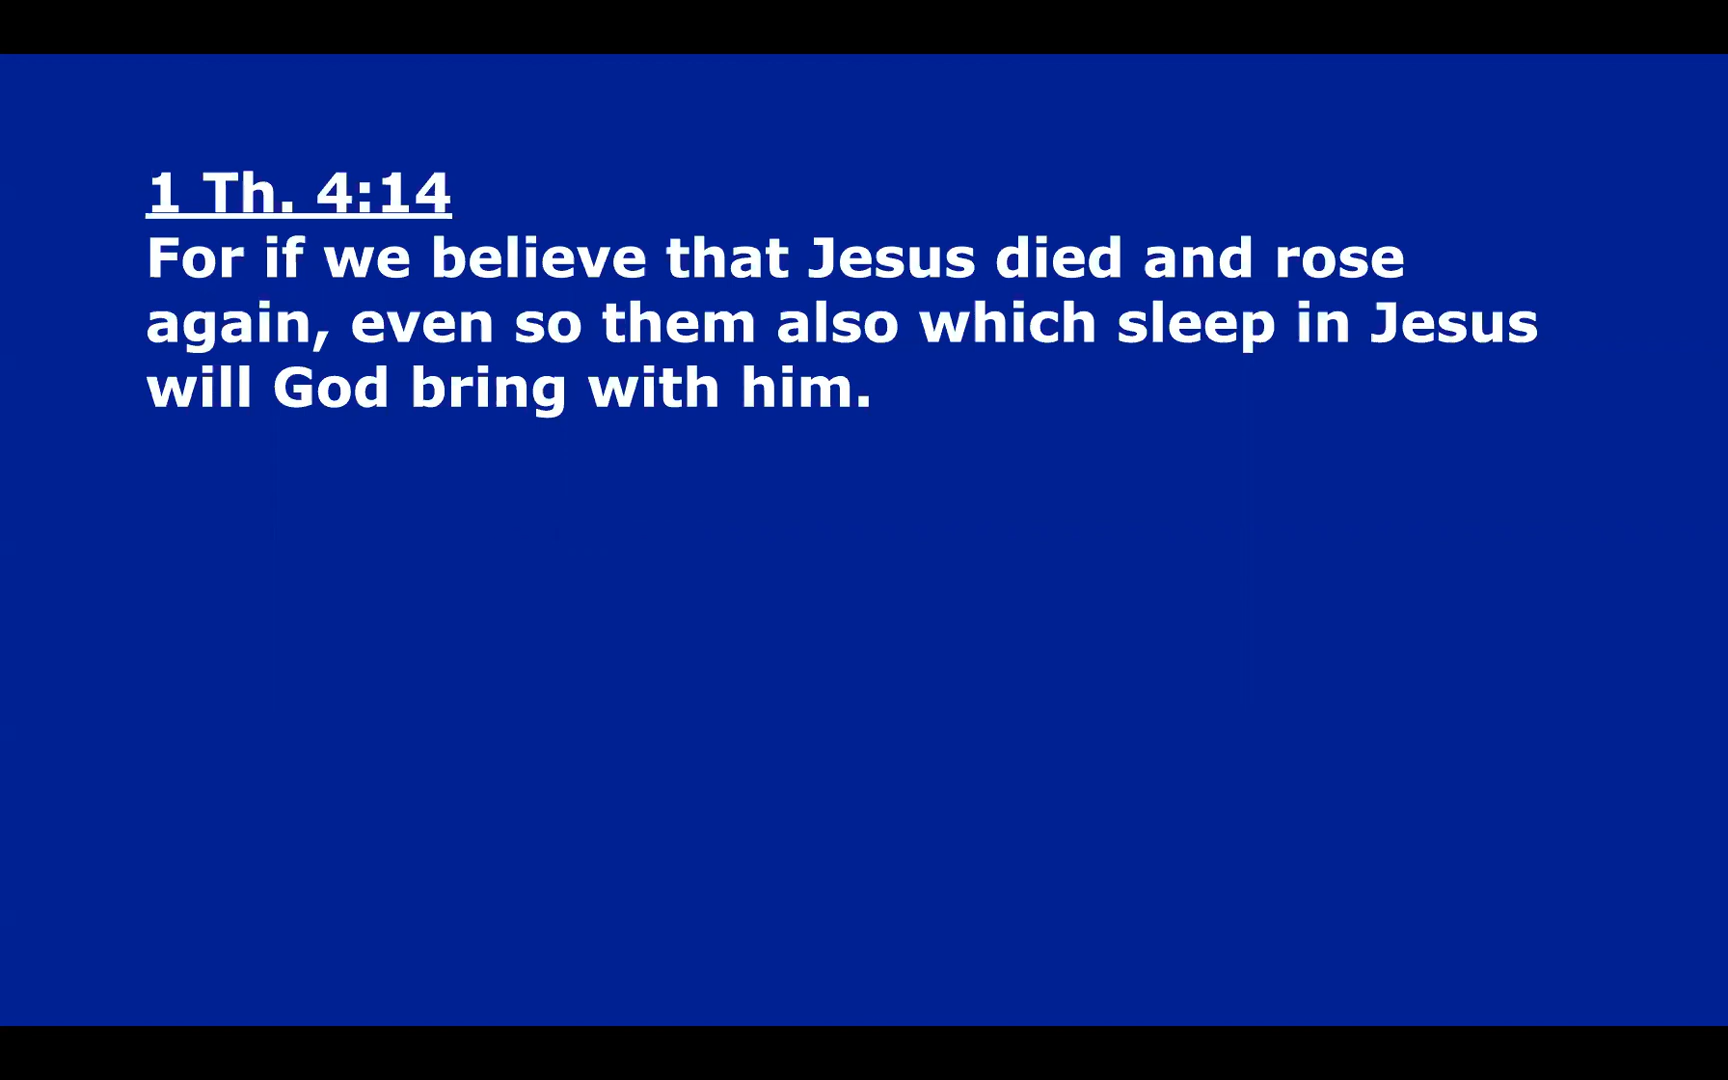 1 Th. 4:14
For if we believe that Jesus died and rose
again, even so them also which sleep in Jesus
will God bring with him.